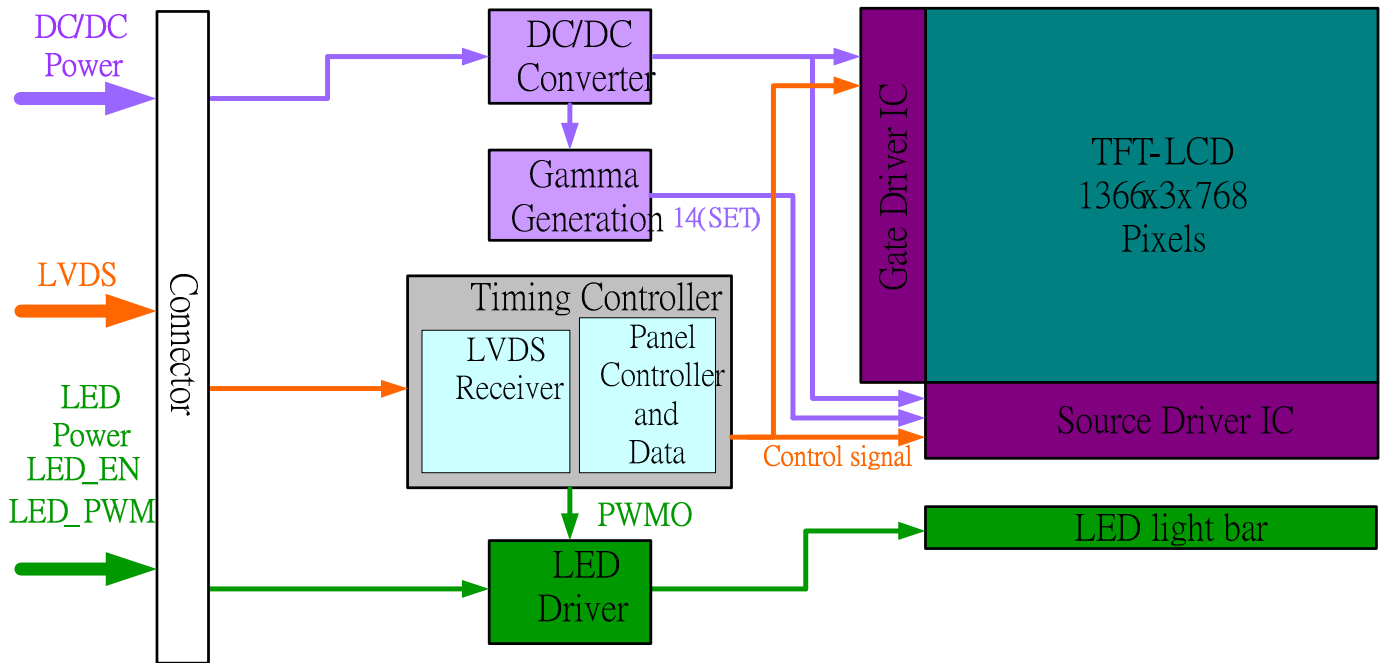 DC/DC
Power
LVDS
LED
Power
LED_EN
LED_PWM
Connector
DC/DC
Converter
Gamma
Generation
14(SET)
Timing Controller
LVDS
Receiver
Panel
Controller
and
Data
Control signal
PWMO
LED
Driver
Gate Driver IC
TFT-LCD
1366x3x768
Pixels
Source Driver IC
LED light bar